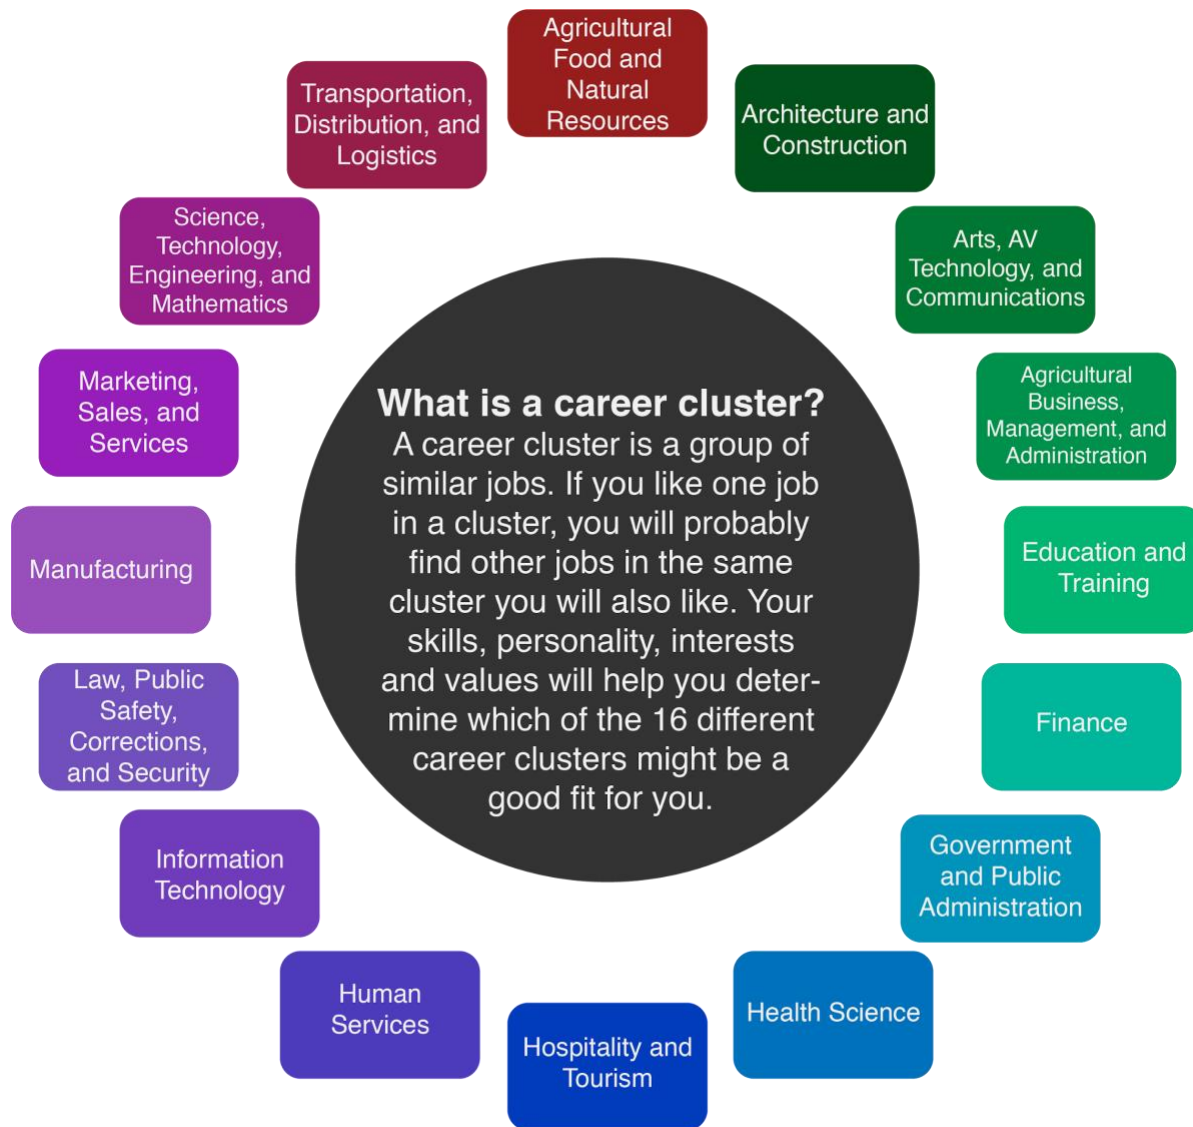 Agricultural
Food and
Natural
Resources
Architecture and
Construction
Arts, AV
Technology, and
Communications
Agricultural
Business,
Management, and
Administration
Education and
Training
Finance
Government
and Public
Administration
Health Science
Hospitality and
Tourism
Human
Services
Information
Technology
Law, Public
Safety,
Corrections,
and Security
Manufacturing
Marketing,
Sales, and
Services
Science,
Technology,
Engineering, and
Mathematics
Transportation,
Distribution, and
Logistics
What is a career cluster?
A career cluster is a group of
similar jobs. If you like one job
in a cluster, you will probably
find other jobs in the same
cluster you will also like. Your
skills, personality, interests
and values will help you deter-
mine which of the 16 different
career clusters might be a
good fit for you.